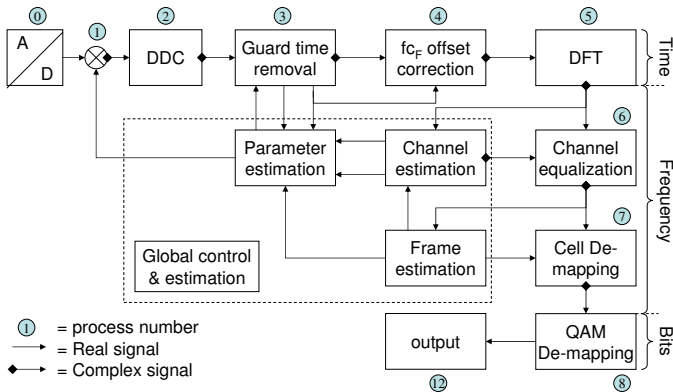 0
1
2
3
4
5
A
D
DDC
Guard time
removal
fcF offset
correction
DFT
Time
6
Parameter
estimation
Channel
estimation
Channel
equalization
Frequency
7
Global control
& estimation
Frame
estimation
Cell De-
mapping
1 = process number
= Real signal
= Complex signal
output
QAM
De-mapping
Bits
12
8